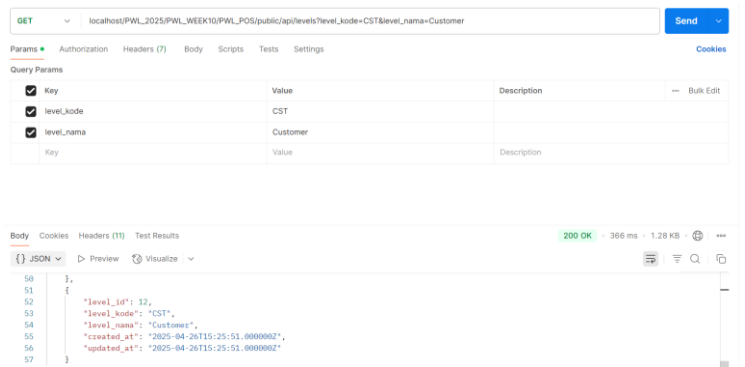 GET localhost/PWL_2025/PWL_WEEK10/PWL_POS/public/api/levels?level_kode=CST&level_nama=Customer Send
Params Authorization Headers (7) Body Scripts Tests Settings Cookies
Query Params
Key Value Description ... Bulk Edit
level_kode CST
level_nama Customer
Key Value Description
Body Cookies Headers (11) Test Results 200 OK 366 ms 1.28 KB ...
{} JSON Preview Visualize
50 },
51 {
52 "level_id": 12,
53 "level_kode": "CST",
54 "level_nama": "Customer",
55 "created_at": "2025-04-26T15:25:51.000000Z",
56 "updated_at": "2025-04-26T15:25:51.000000Z"
57 }